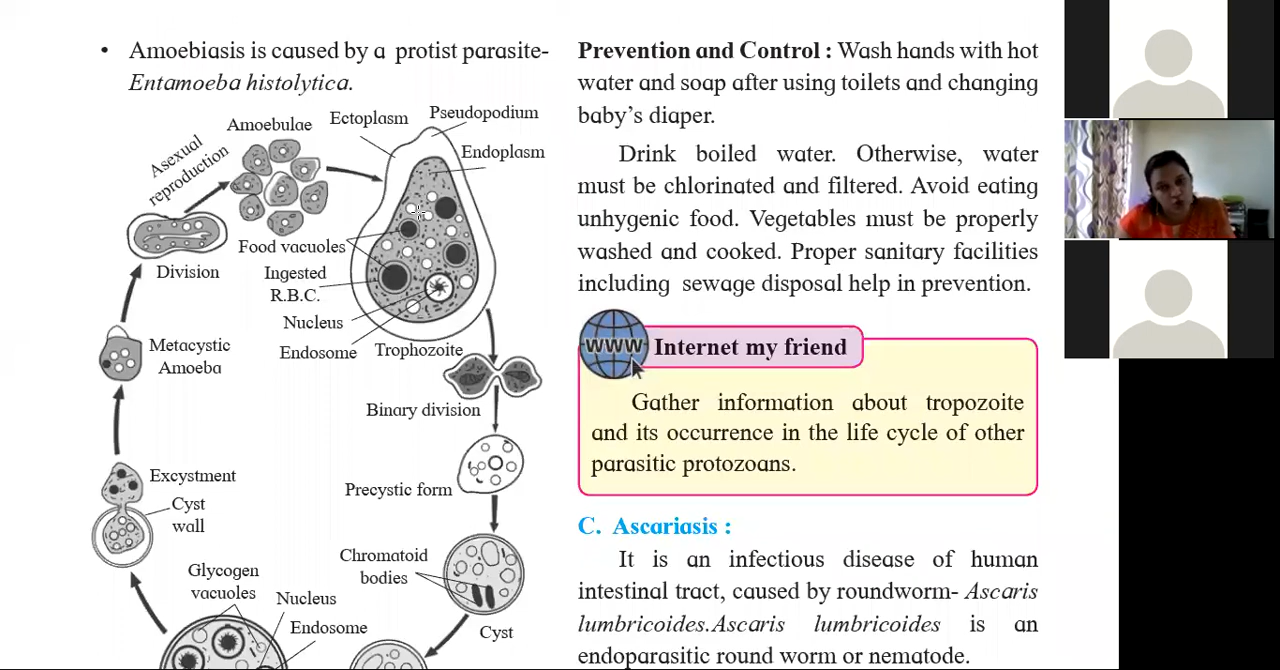 • Amoebiasis is caused by a protist parasite-
Entamoeba histolytica.
Amoebulae
Ectoplasm
Pseudopodium
Endoplasm
Asexual
reproduction
Food vacuoles
Division
Ingested
R.B.C.
Nucleus
Endosome
Trophozoite
Metacystic
Amoeba
Binary division
Excystment
Cyst
wall
Precystic form
Chromatoid
bodies
Glycogen
vacuoles
Nucleus
Endosome
Cyst
Prevention and Control : Wash hands with hot
water and soap after using toilets and changing
baby's diaper.
Drink boiled water. Otherwise, water
must be chlorinated and filtered. Avoid eating
unhygenic food. Vegetables must be properly
washed and cooked. Proper sanitary facilities
including sewage disposal help in prevention.
www
Internet my friend
Gather information about tropozoite
and its occurrence in the life cycle of other
parasitic protozoans.
C. Ascariasis :
It is an infectious disease of human
intestinal tract, caused by roundworm- Ascaris
lumbricoides.Ascaris lumbricoides is an
endoparasitic round worm or nematode.